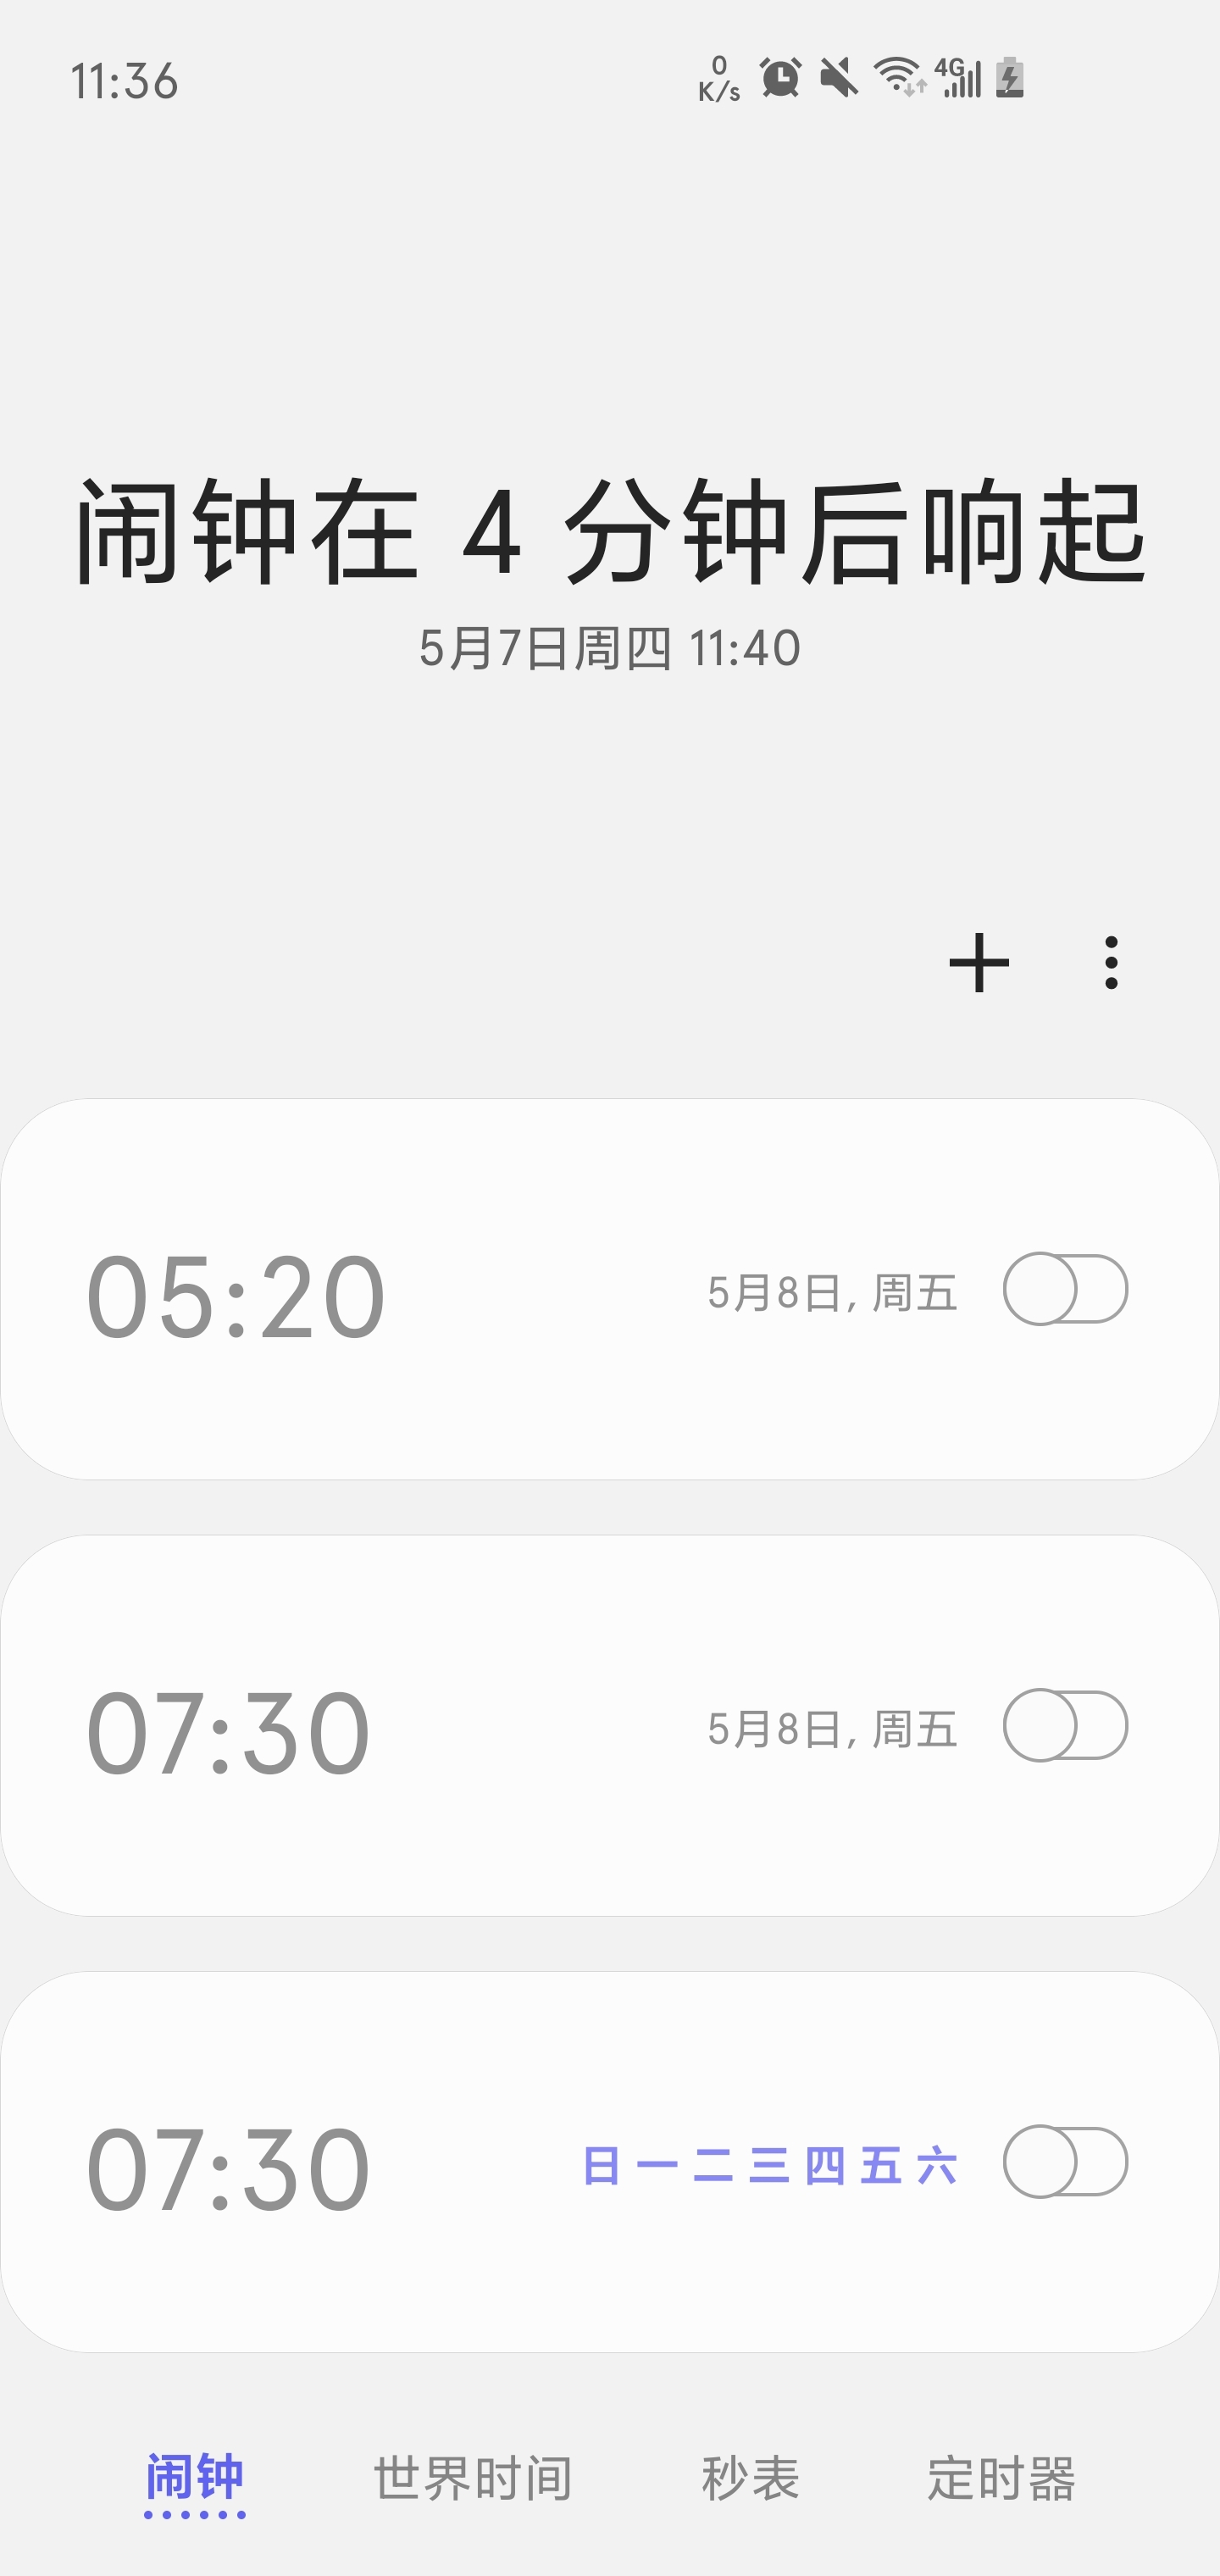 11:36
0
K/s
4G
闹钟在 4 分钟后响起
5月7日周四 11:40
05:20
5月8日, 周五
07:30
5月8日, 周五
07:30
日 一 二 三 四 五 六
闹钟 世界时间 秒表 定时器